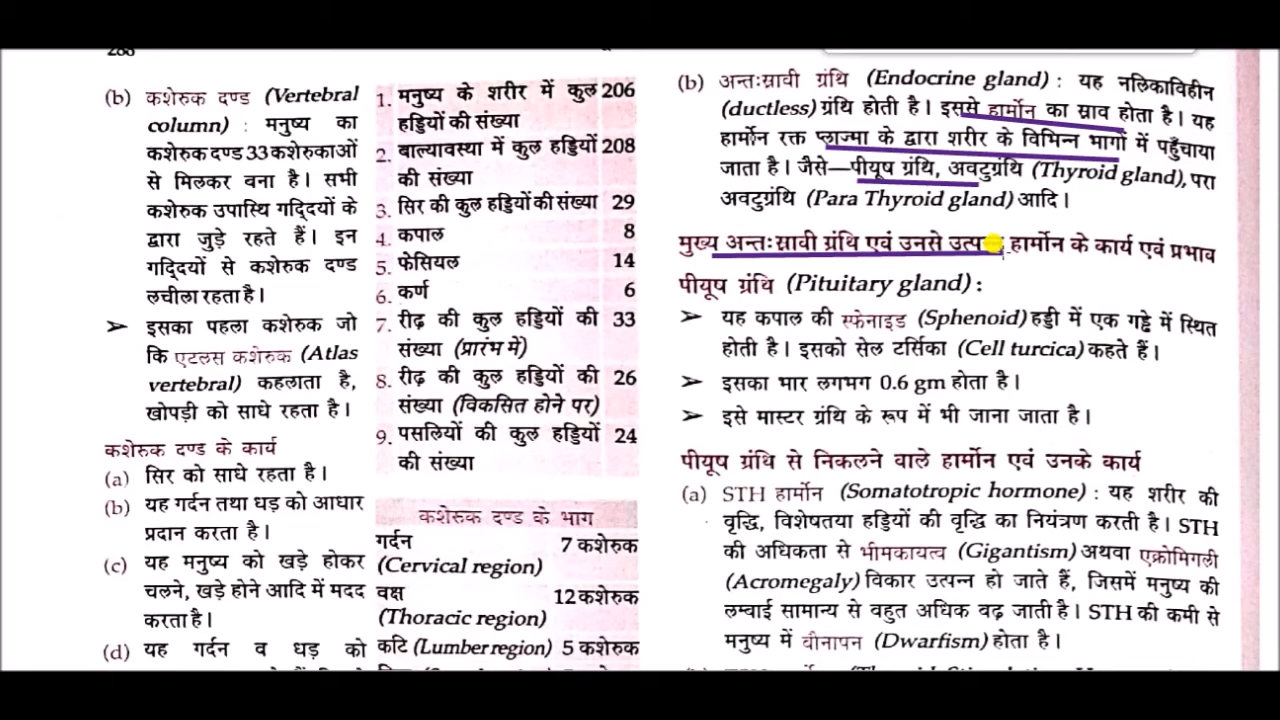 288
(b) कशेरुक दण्ड (Vertebral
column) : मनुष्य का
कशेरुक दण्ड 33 कशेरुकाओं
से मिलकर बना है। सभी
कशेरुक उपास्थि गद्दियों के
द्वारा जुड़े रहते हैं। इन
गद्दियों से कशेरुक दण्ड
लचीला रहता है।
➢ इसका पहला कशेरुक जो
कि एटलस कशेरुक (Atlas
vertebral) कहलाता है,
खोपड़ी को साधे रहता है।
कशेरुक दण्ड के कार्य
(a) सिर को साधे रहता है।
(b) यह गर्दन तथा धड़ को आधार
प्रदान करता है।
(c) यह मनुष्य को खड़े होकर
चलने, खड़े होने आदि में मदद
करता है।
(d) यह गर्दन व धड़ को
1. मनुष्य के शरीर में कुल 206
हड्डियों की संख्या
2. बाल्यावस्था में कुल हड्डियों 208
की संख्या
3. सिर की कुल हड्डियों की संख्या 29
4. कपाल 8
5. फेसियल 14
6. कर्ण 6
7. रीढ़ की कुल हड्डियों की 33
संख्या (प्रारंभ में)
8. रीढ़ की कुल हड्डियों की 26
संख्या (विकसित होने पर)
9. पसलियों की कुल हड्डियों 24
की संख्या
कशेरुक दण्ड के भाग
गर्दन 7 कशेरुक
(Cervical region)
वक्ष 12 कशेरुक
(Thoracic region)
कटि (Lumber region) 5 कशेरुक
(b) अन्तःस्रावी ग्रंथि (Endocrine gland) : यह नलिकाविहीन
(ductless) ग्रंथि होती है। इससे हार्मोन का स्राव होता है। यह
हार्मोन रक्त प्लाज्मा के द्वारा शरीर के विभिन्न भागों में पहुँचाया
जाता है। जैसे—पीयूष ग्रंथि, अवटुग्रंथि (Thyroid gland), परा
अवटुग्रंथि (Para Thyroid gland) आदि।
मुख्य अन्तःस्रावी ग्रंथि एवं उनसे हार्मोन के कार्य एवं प्रभाव
पीयूष ग्रंथि (Pituitary gland) :
➢ यह कपाल की स्फेनाइड (Sphenoid) हड्डी में एक गड्ढे में स्थित
होती है। इसको सेल टर्सिका (Cell turcica) कहते हैं।
➢ इसका भार लगभग 0.6 gm होता है।
➢ इसे मास्टर ग्रंथि के रूप में भी जाना जाता है।
पीयूष ग्रंथि से निकलने वाले हार्मोन एवं उनके कार्य
(a) STH हार्मोन (Somatotropic hormone) : यह शरीर की
वृद्धि, विशेषतया हड्डियों की वृद्धि का नियंत्रण करती है। STH
की अधिकता से भीमकायत्व (Gigantism) अथवा एक्रोमिगली
(Acromegaly) विकार उत्पन्न हो जाते हैं, जिसमें मनुष्य की
लम्बाई सामान्य से बहुत अधिक बढ़ जाती है। STH की कमी से
मनुष्य में बौनापन (Dwarfism) होता है।